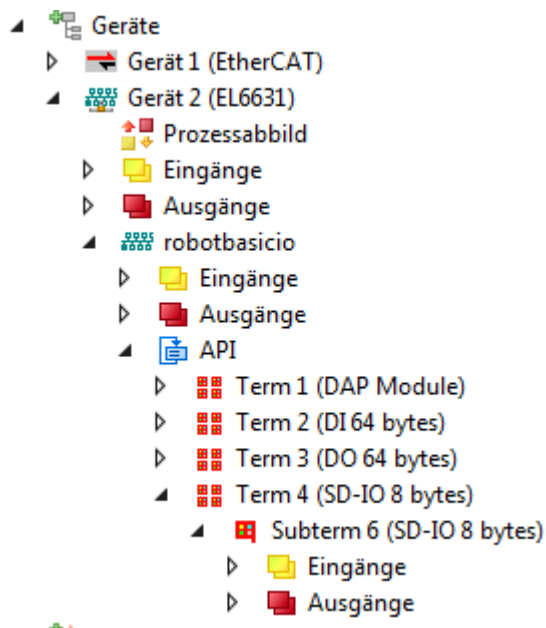 Geräte
Gerät 1 (EtherCAT)
Gerät 2 (EL6631)
Prozessabbild
Eingänge
Ausgänge
robotbasicio
Eingänge
Ausgänge
API
Term 1 (DAP Module)
Term 2 (DI 64 bytes)
Term 3 (DO 64 bytes)
Term 4 (SD-IO 8 bytes)
Subterm 6 (SD-IO 8 bytes)
Eingänge
Ausgänge